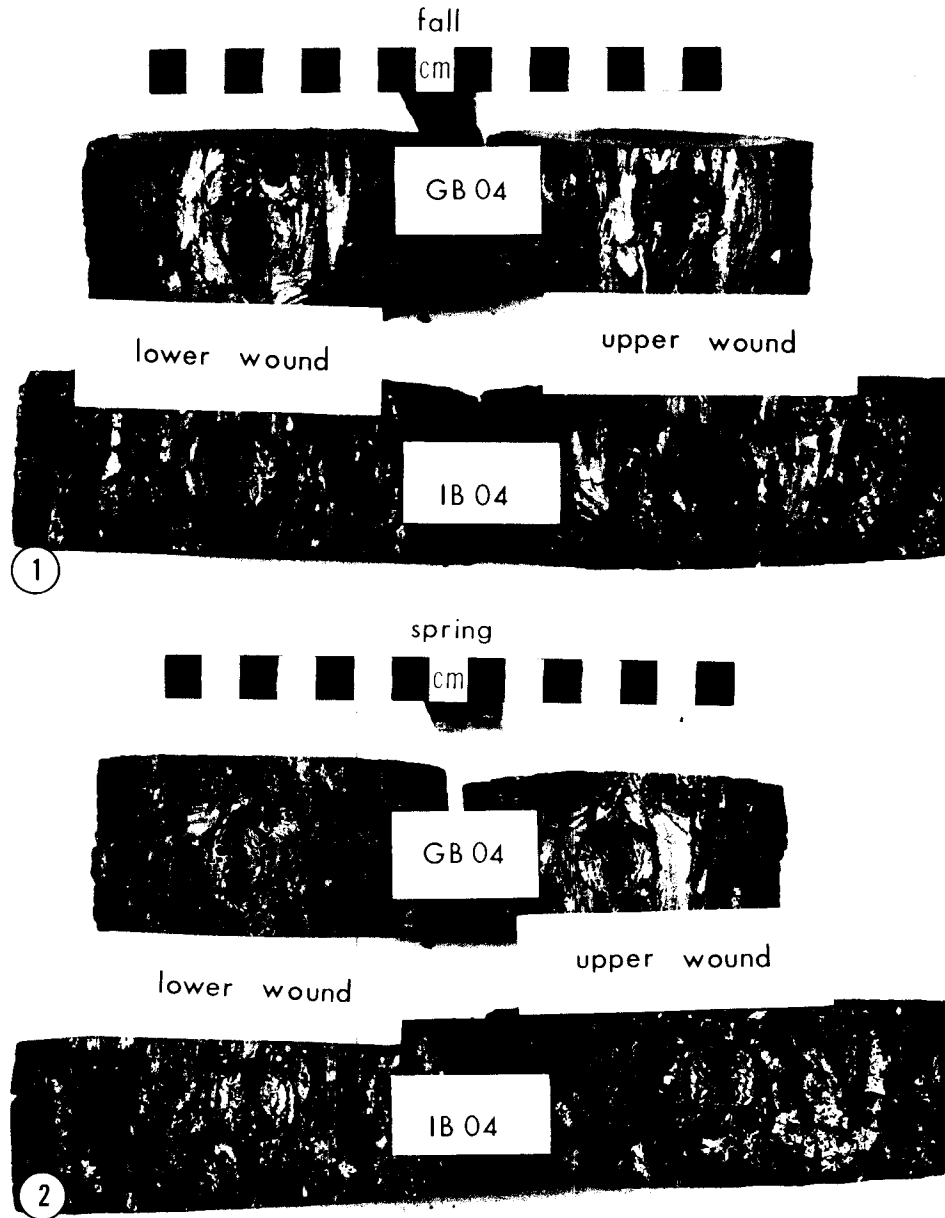 fall
cm
GB 04
lower wound
upper wound
IB 04
1
spring
cm
GB 04
lower wound
upper wound
IB 04
2